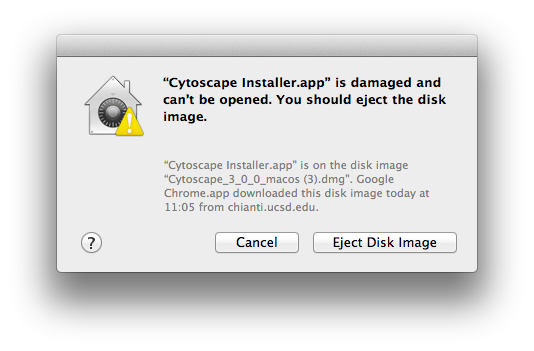 “Cytoscape Installer.app” is damaged and
can't be opened. You should eject the disk
image.
“Cytoscape Installer.app” is on the disk image
“Cytoscape_3_0_0_macos (3).dmg”. Google
Chrome.app downloaded this disk image today at
11:05 from chianti.ucsd.edu.
? Cancel Eject Disk Image